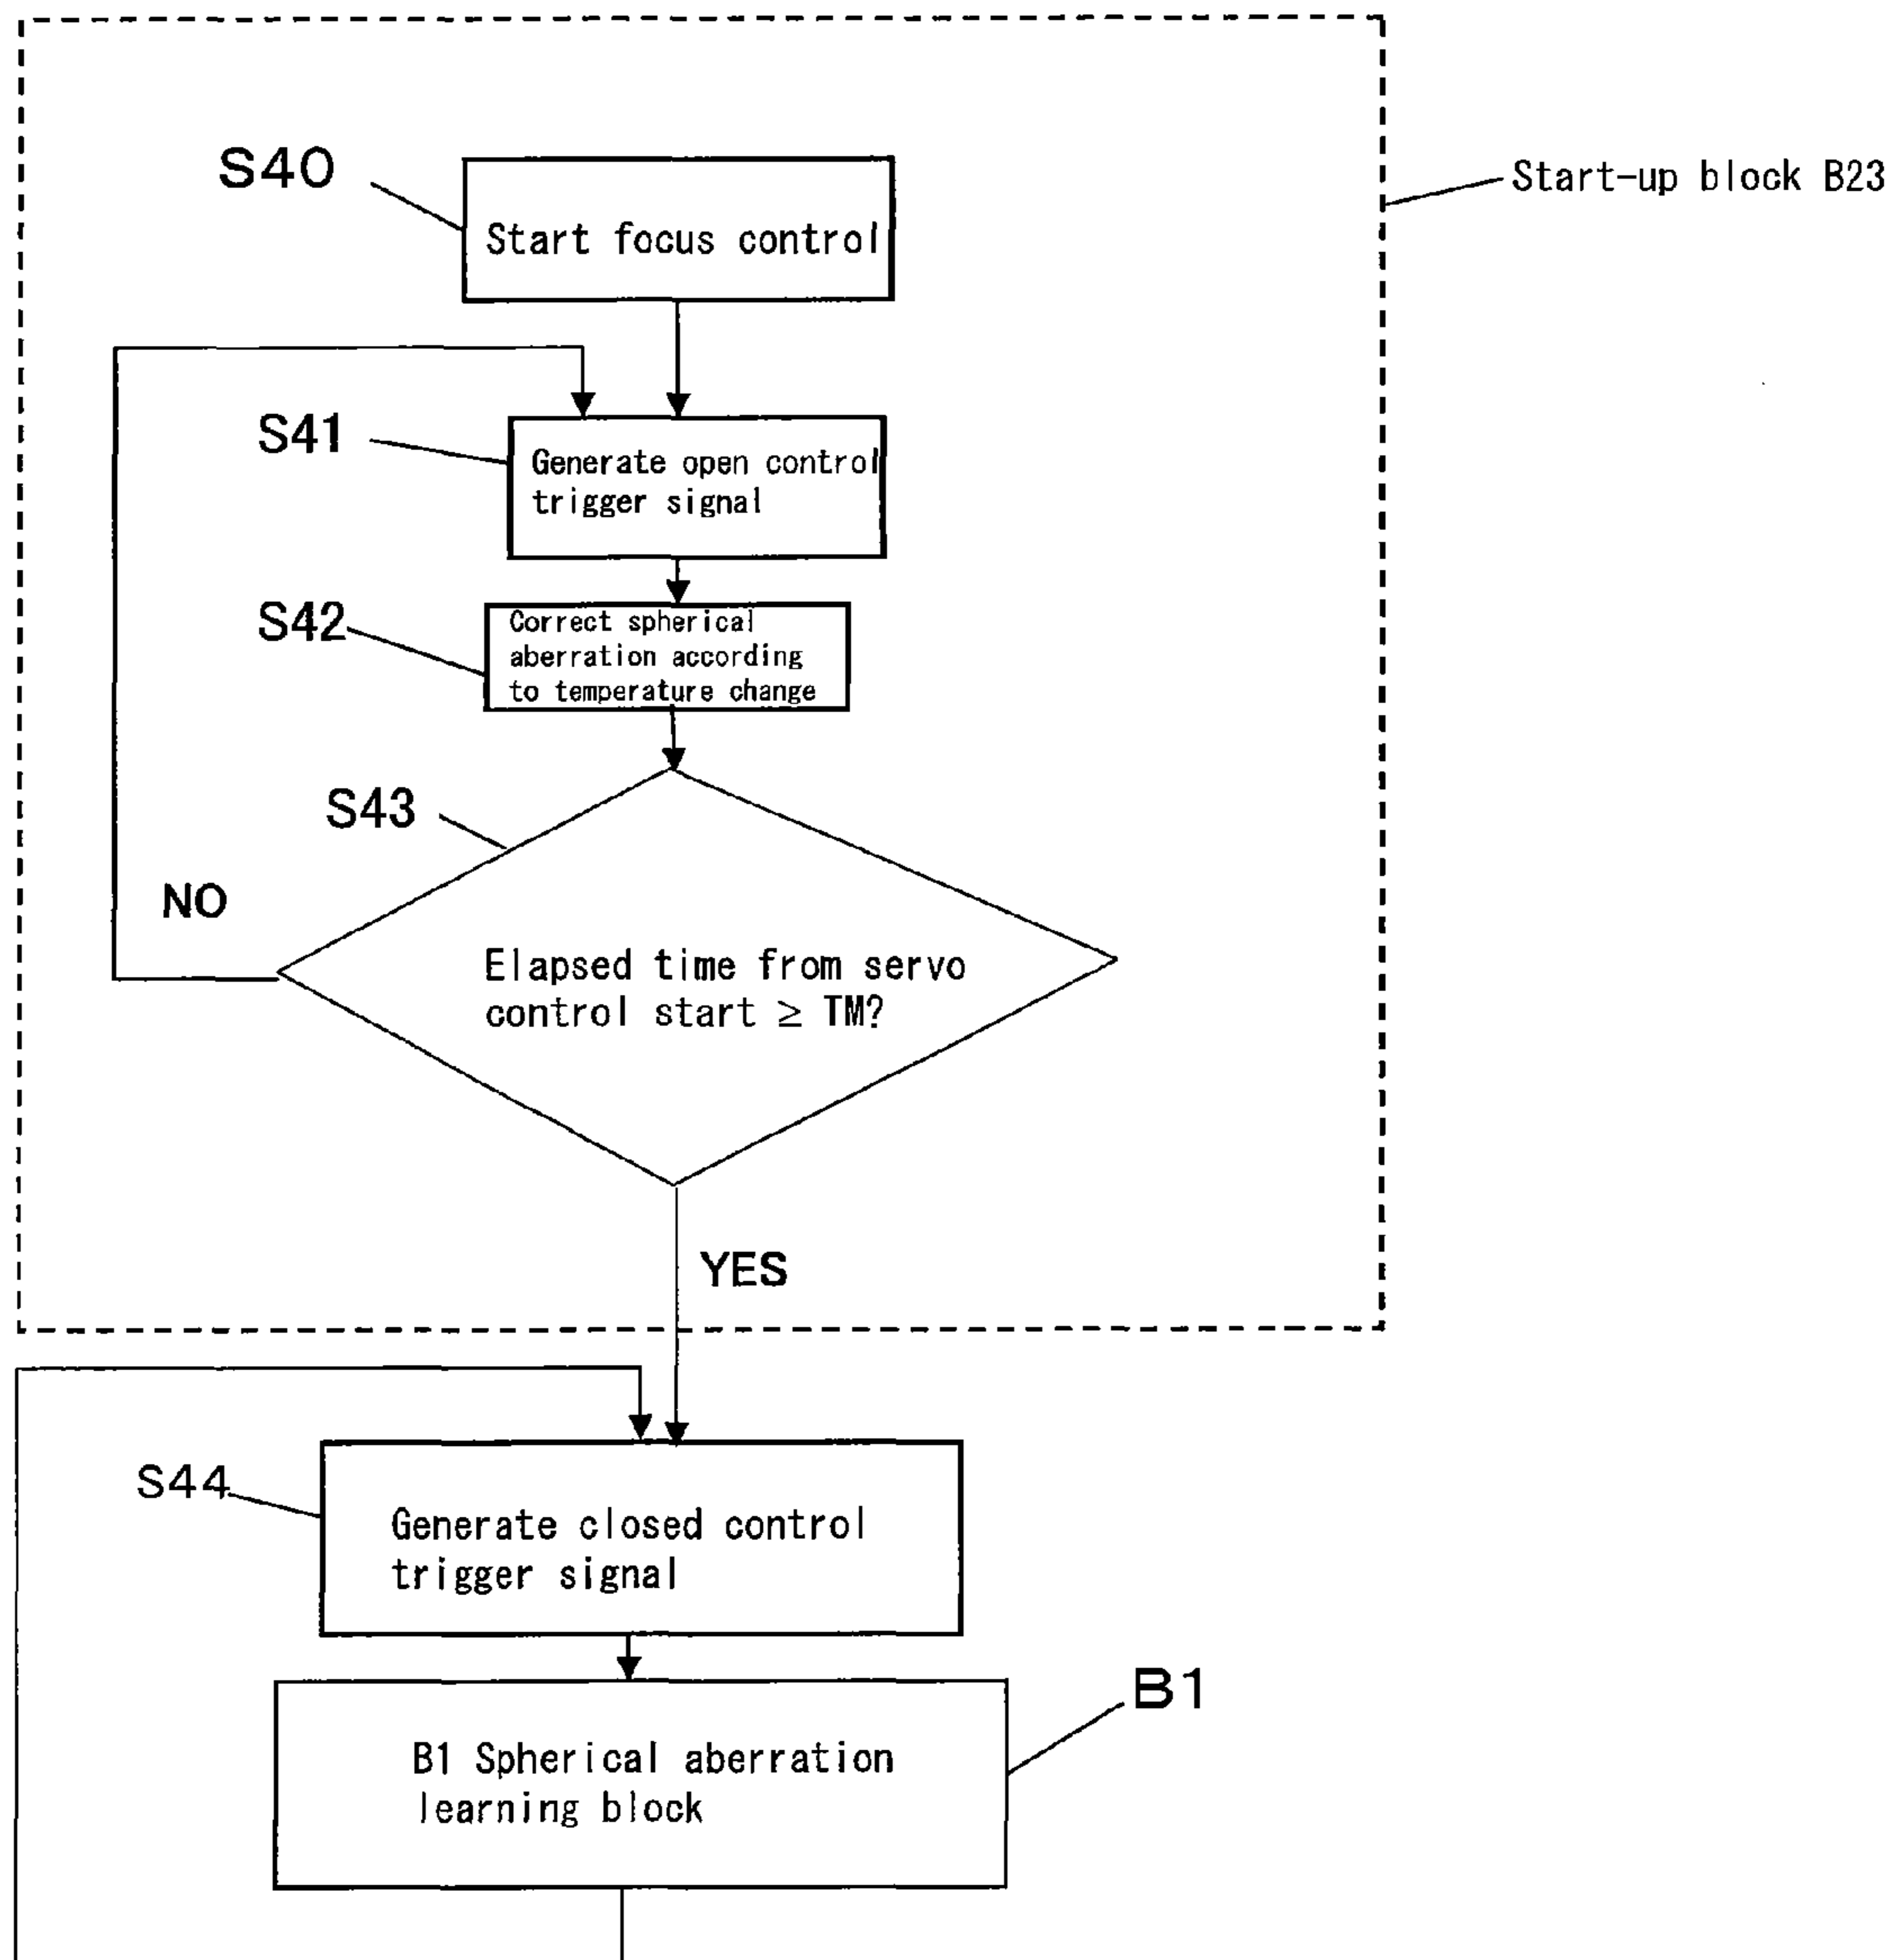 S40
Start focus control
Start-up block B23
S41
Generate open control
trigger signal
S42
Correct spherical
aberration according
to temperature change
S43
NO
Elapsed time from servo
control start ≥ TM?
YES
S44
Generate closed control
trigger signal
B1
B1 Spherical aberration
learning block